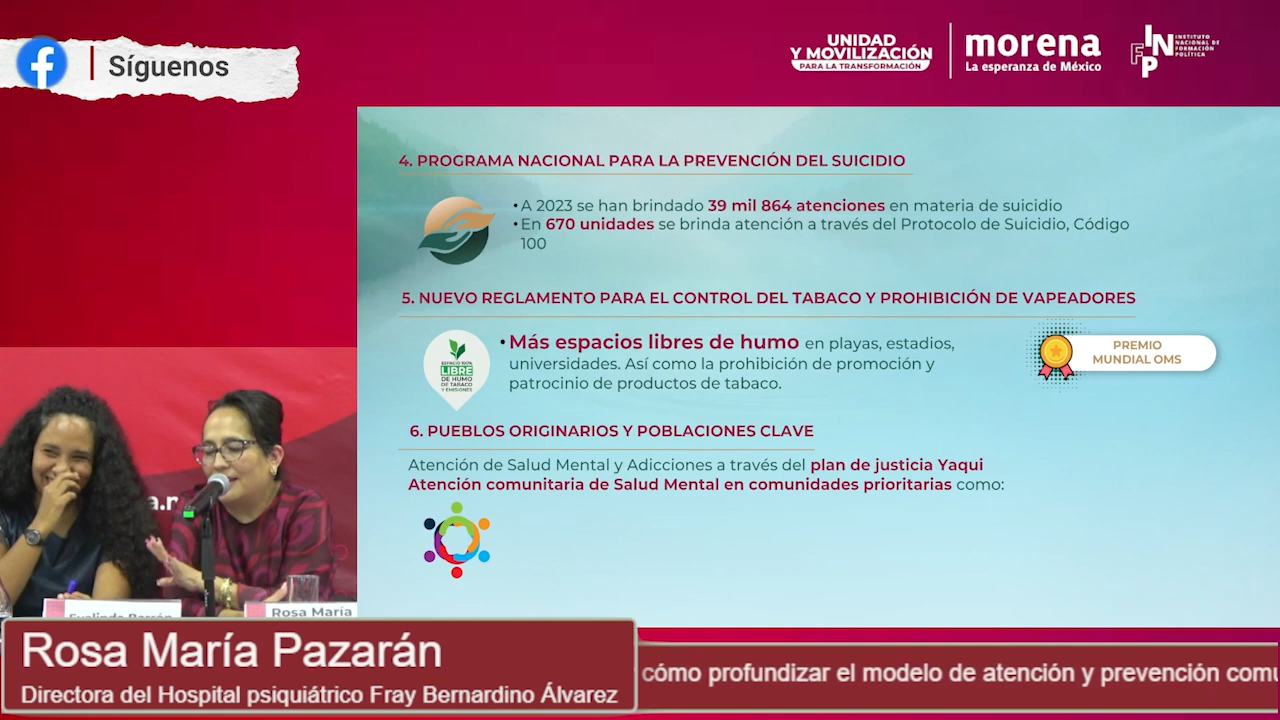 Síguenos
UNIDAD
Y MOVILIZACIÓN
PARA LA TRANSFORMACIÓN
morena
La esperanza de México
INFP
INSTITUTO
NACIONAL DE
FORMACIÓN
POLÍTICA
4. PROGRAMA NACIONAL PARA LA PREVENCIÓN DEL SUICIDIO
• A 2023 se han brindado 39 mil 864 atenciones en materia de suicidio
• En 670 unidades se brinda atención a través del Protocolo de Suicidio, Código
100
5. NUEVO REGLAMENTO PARA EL CONTROL DEL TABACO Y PROHIBICIÓN DE VAPEADORES
ESPACIO 100%
LIBRE
DE HUMO
DE TABACO
Y EMISIONES
• Más espacios libres de humo en playas, estadios,
universidades. Así como la prohibición de promoción y
patrocinio de productos de tabaco.
PREMIO
MUNDIAL OMS
6. PUEBLOS ORIGINARIOS Y POBLACIONES CLAVE
Atención de Salud Mental y Adicciones a través del plan de justicia Yaqui
Atención comunitaria de Salud Mental en comunidades prioritarias como:
a.m
Rosa María
Rosa María Pazarán
Directora del Hospital psiquiátrico Fray Bernardino Álvarez
cómo profundizar el modelo de atención y prevención comu